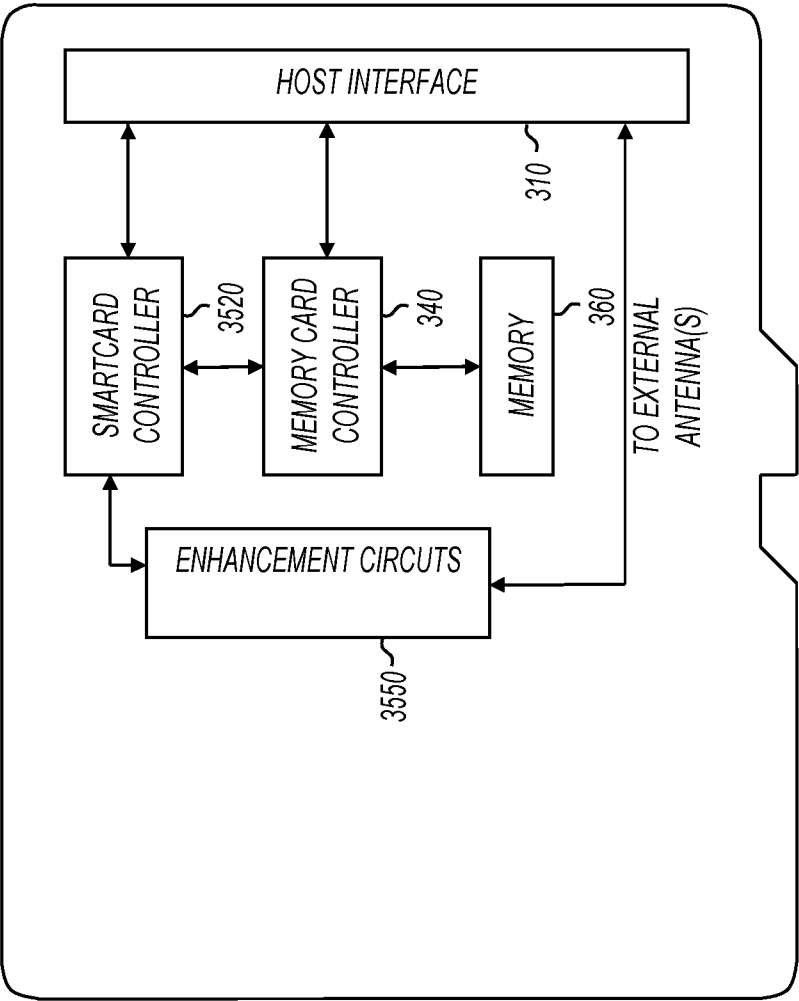 HOST INTERFACE
310
SMARTCARD
CONTROLLER
3520
MEMORY CARD
CONTROLLER
340
MEMORY
360
TO EXTERNAL
ANTENNA(S)
ENHANCEMENT CIRCUTS
3550